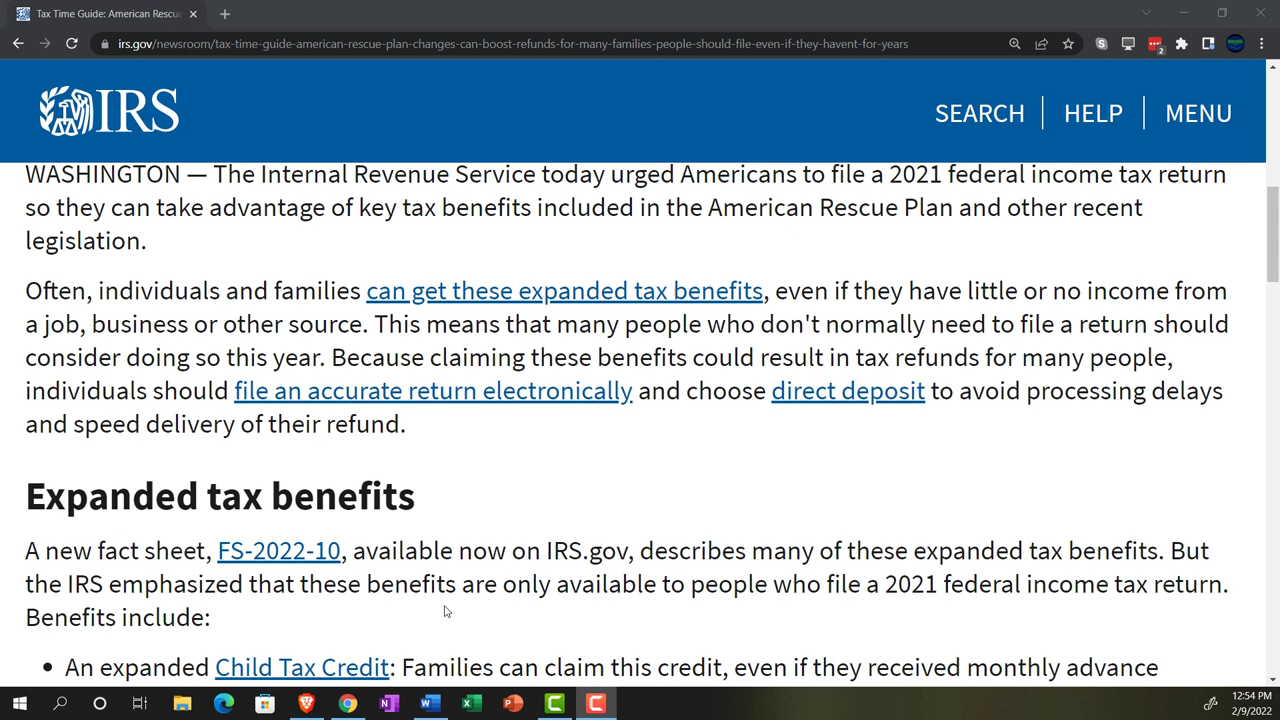 Tax Time Guide: American Rescue
irs.gov/newsroom/tax-time-guide-american-rescue-plan-changes-can-boost-refunds-for-many-families-people-should-file-even-if-they-havent-for-years
2
IRS
SEARCH
HELP
MENU
WASHINGTON — The Internal Revenue Service today urged Americans to file a 2021 federal income tax return
so they can take advantage of key tax benefits included in the American Rescue Plan and other recent
legislation.
Often, individuals and families can get these expanded tax benefits, even if they have little or no income from
a job, business or other source. This means that many people who don't normally need to file a return should
consider doing so this year. Because claiming these benefits could result in tax refunds for many people,
individuals should file an accurate return electronically and choose direct deposit to avoid processing delays
and speed delivery of their refund.
Expanded tax benefits
A new fact sheet, FS-2022-10, available now on IRS.gov, describes many of these expanded tax benefits. But
the IRS emphasized that these benefits are only available to people who file a 2021 federal income tax return.
Benefits include:
• An expanded Child Tax Credit: Families can claim this credit, even if they received monthly advance
12:54 PM
2/9/2022